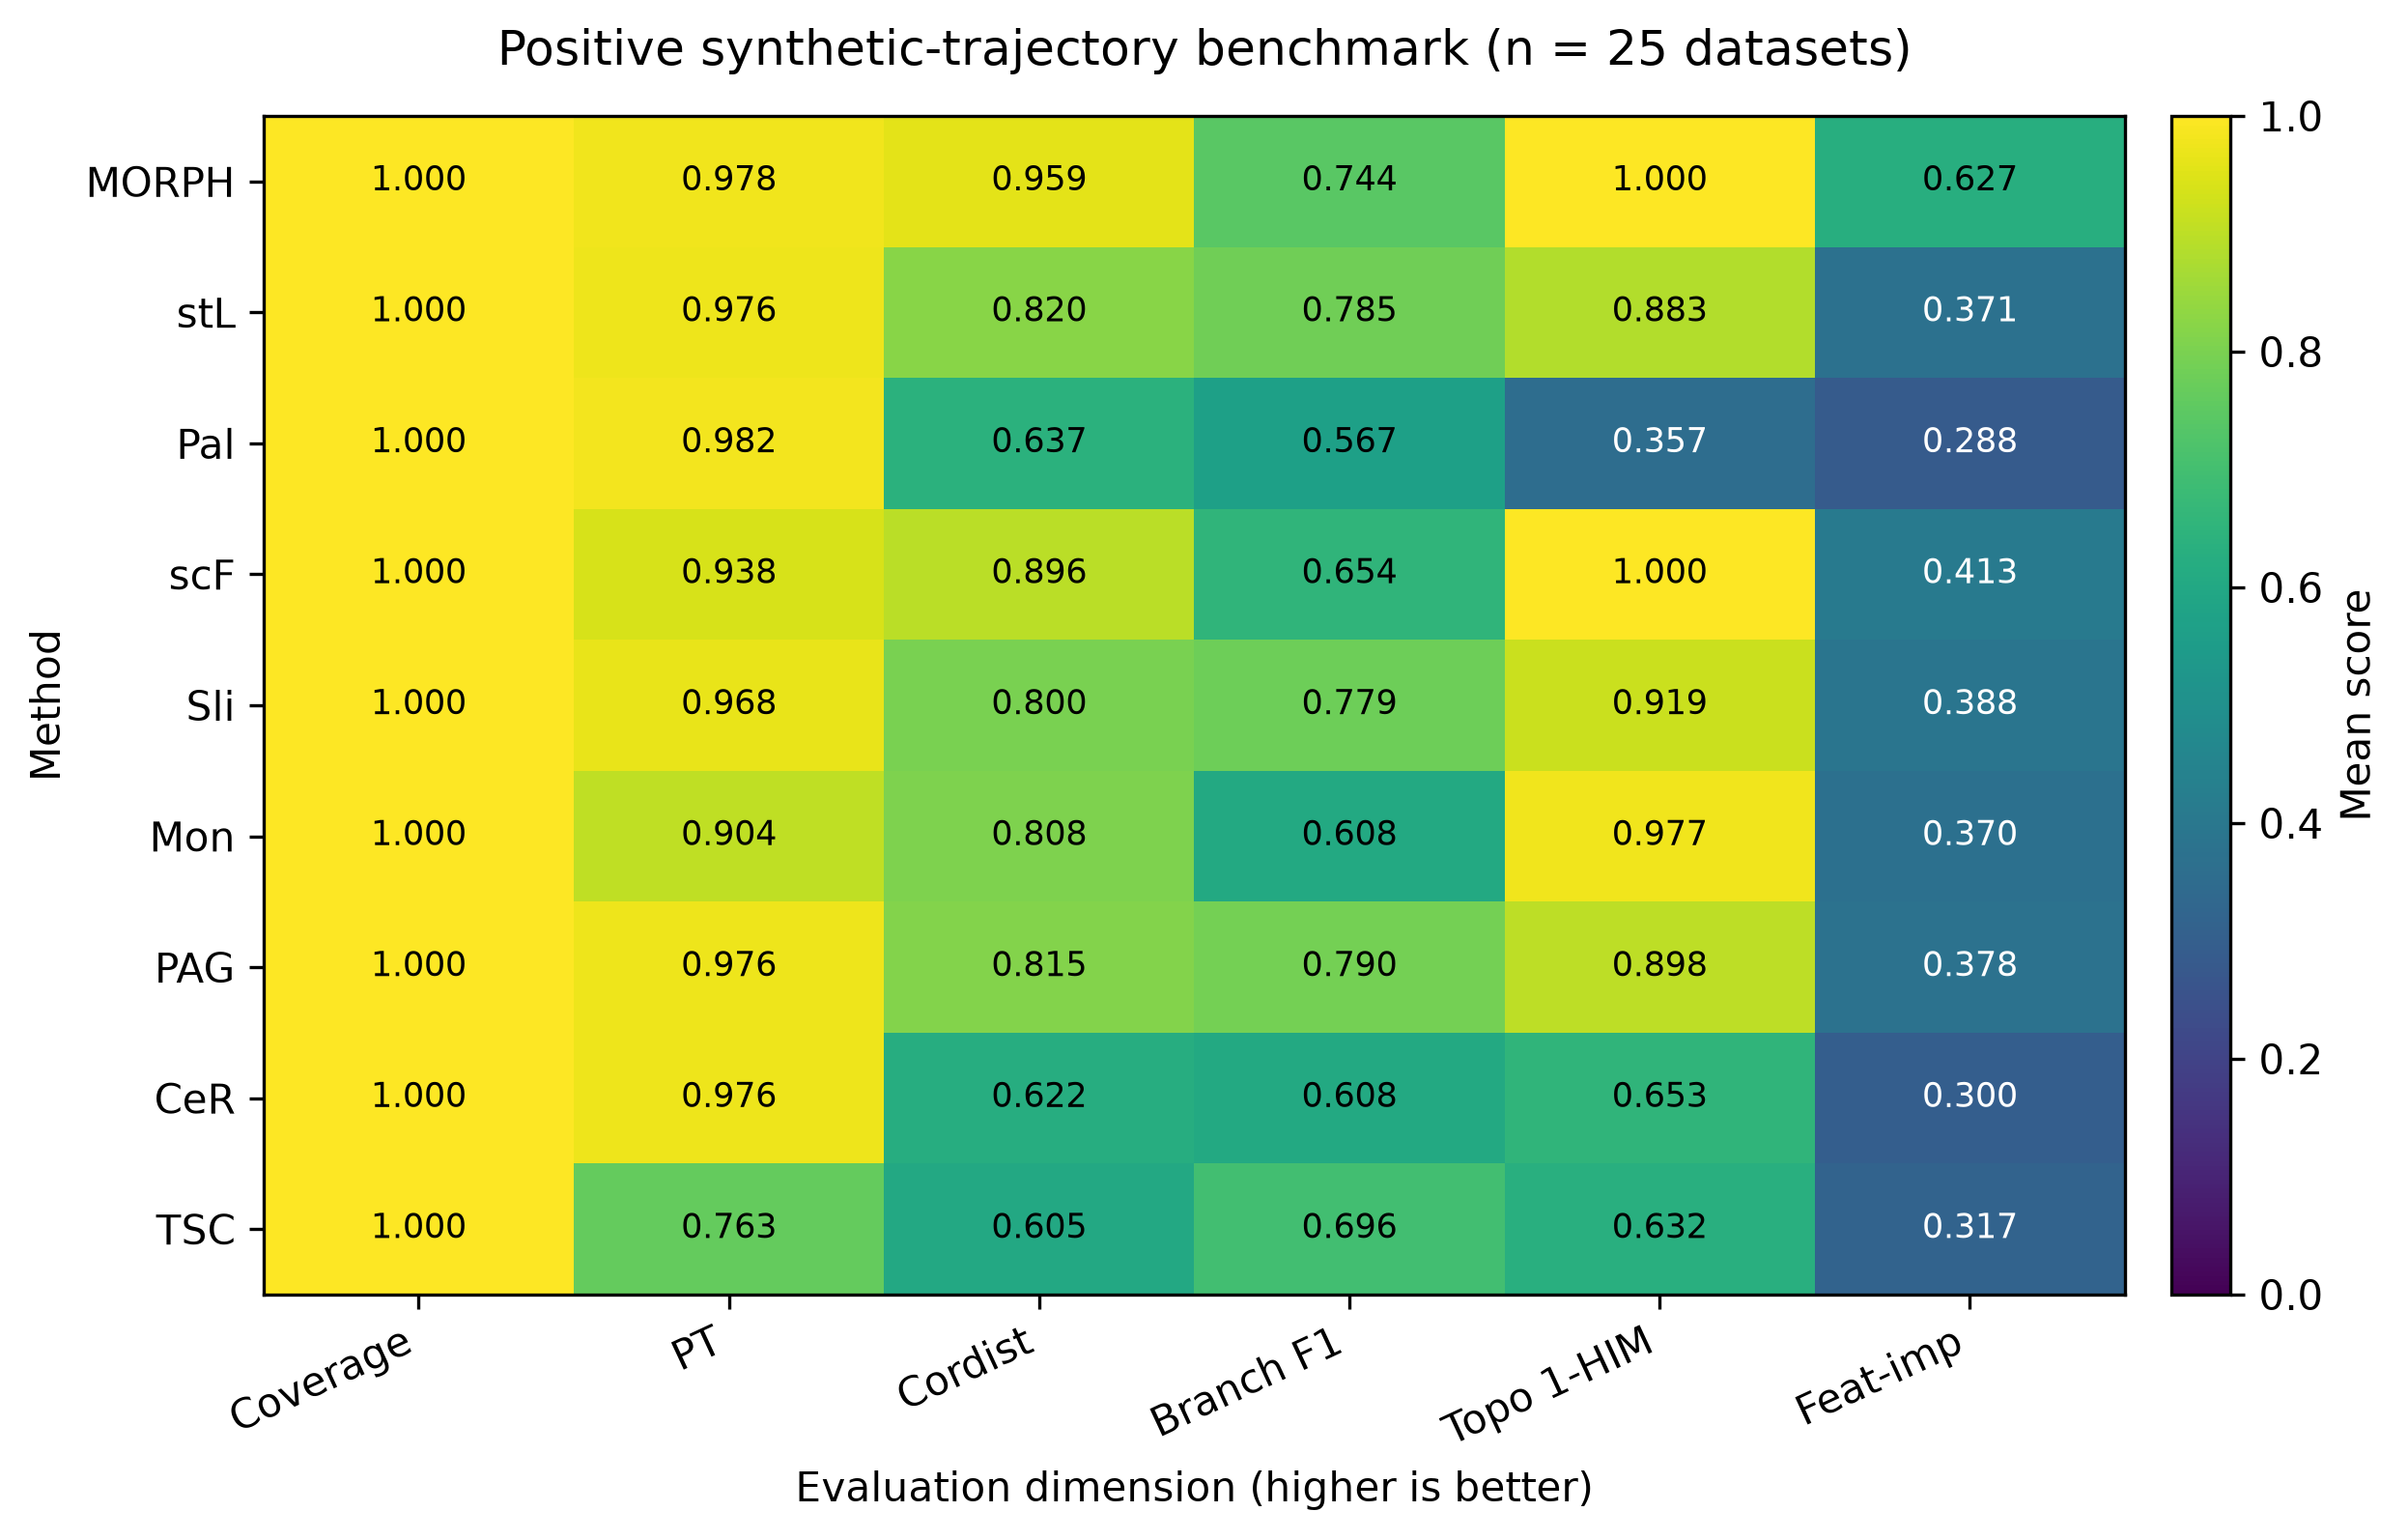 Positive synthetic-trajectory benchmark (n = 25 datasets)
Method
MORPH 1.000 0.978 0.959 0.744 1.000 0.627
stL 1.000 0.976 0.820 0.785 0.883 0.371
Pal 1.000 0.982 0.637 0.567 0.357 0.288
scF 1.000 0.938 0.896 0.654 1.000 0.413
Sli 1.000 0.968 0.800 0.779 0.919 0.388
Mon 1.000 0.904 0.808 0.608 0.977 0.370
PAG 1.000 0.976 0.815 0.790 0.898 0.378
CeR 1.000 0.976 0.622 0.608 0.653 0.300
TSC 1.000 0.763 0.605 0.696 0.632 0.317
Coverage PT Cordist Branch F1 Topo 1-HIM Feat-imp
Evaluation dimension (higher is better)
1.0
0.8
0.6
0.4
0.2
0.0
Mean score